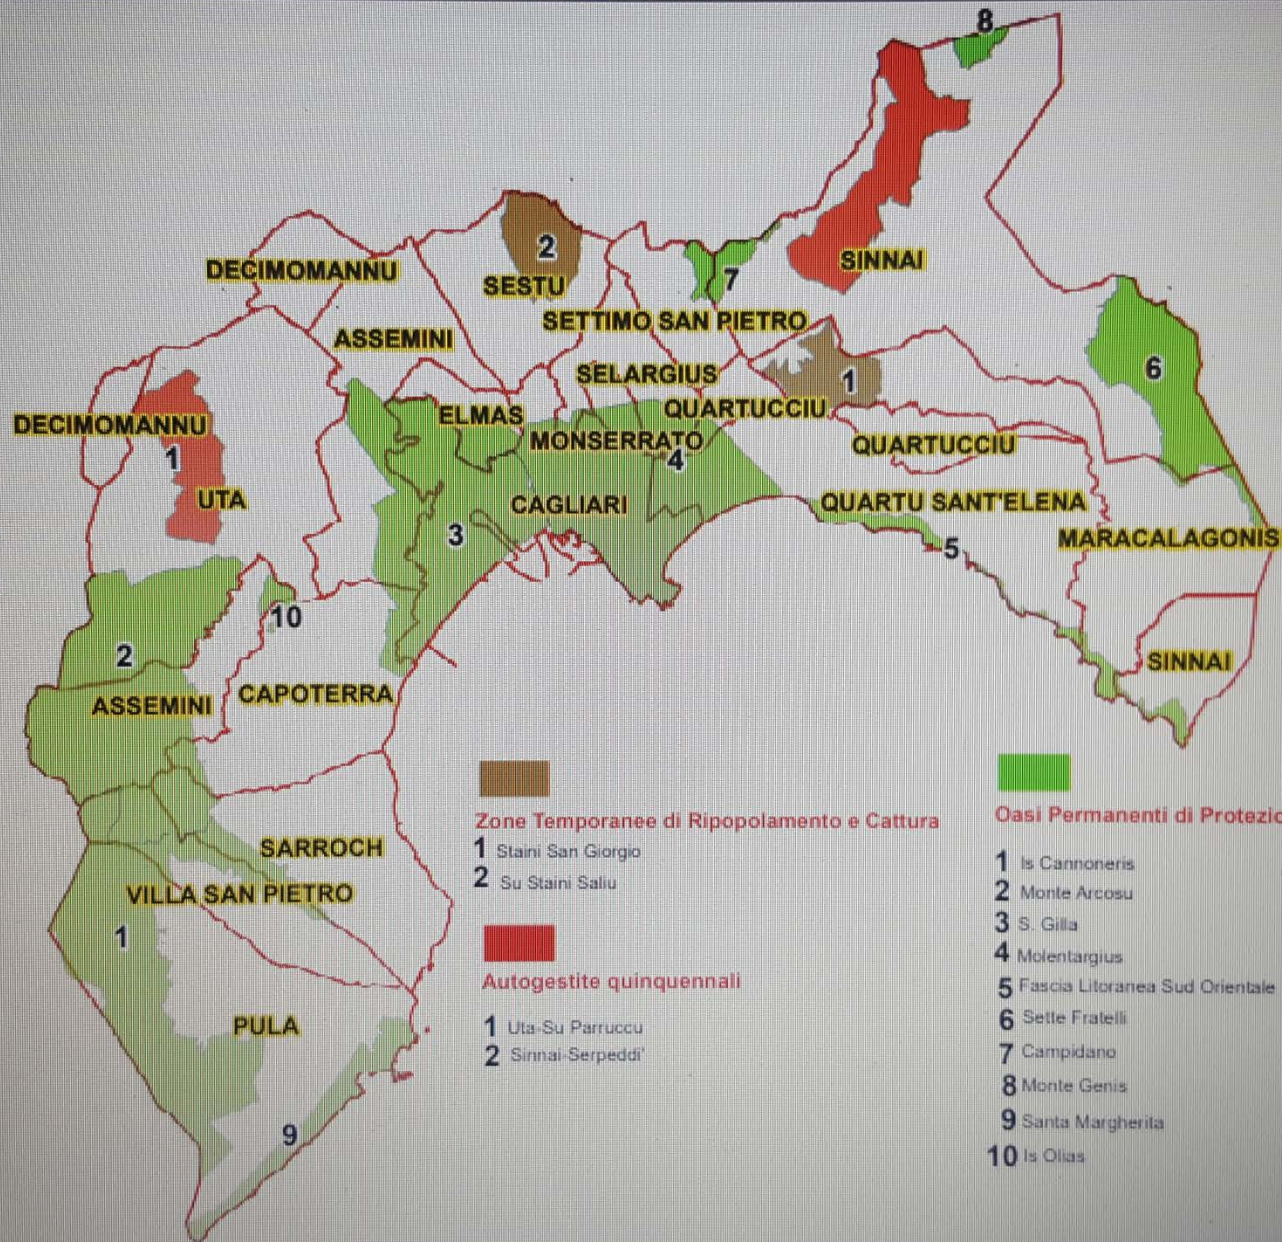 8
2
DECIMOMANNU
SESTU
7
SINNAI
SETTIMO SAN PIETRO
ASSEMINI
SELARGIUS
1
6
QUARTUCCIU
ELMAS
DECIMOMANNU
MONSERRATO
QUARTUCCIU
1
4
UTA
CAGLIARI
QUARTU SANT'ELENA
3
5
MARACALAGONIS
10
2
SINNAI
CAPOTERRA
ASSEMINI
SARROCH
VILLA SAN PIETRO
1
PULA
9
Zone Temporanee di Ripopolamento e Cattura
1 Staini San Giorgio
2 Su Staini Saliu
Autogestite quinquennali
1 Uta-Su Parruccu
2 Sinnai-Serpeddi'
Oasi Permanenti di Protezio
1 Is Cannoneris
2 Monte Arcosu
3 S. Gilla
4 Molentargius
5 Fascia Litoranea Sud Orientale
6 Sette Fratelli
7 Campidano
8 Monte Genis
9 Santa Margherita
10 Is Olias